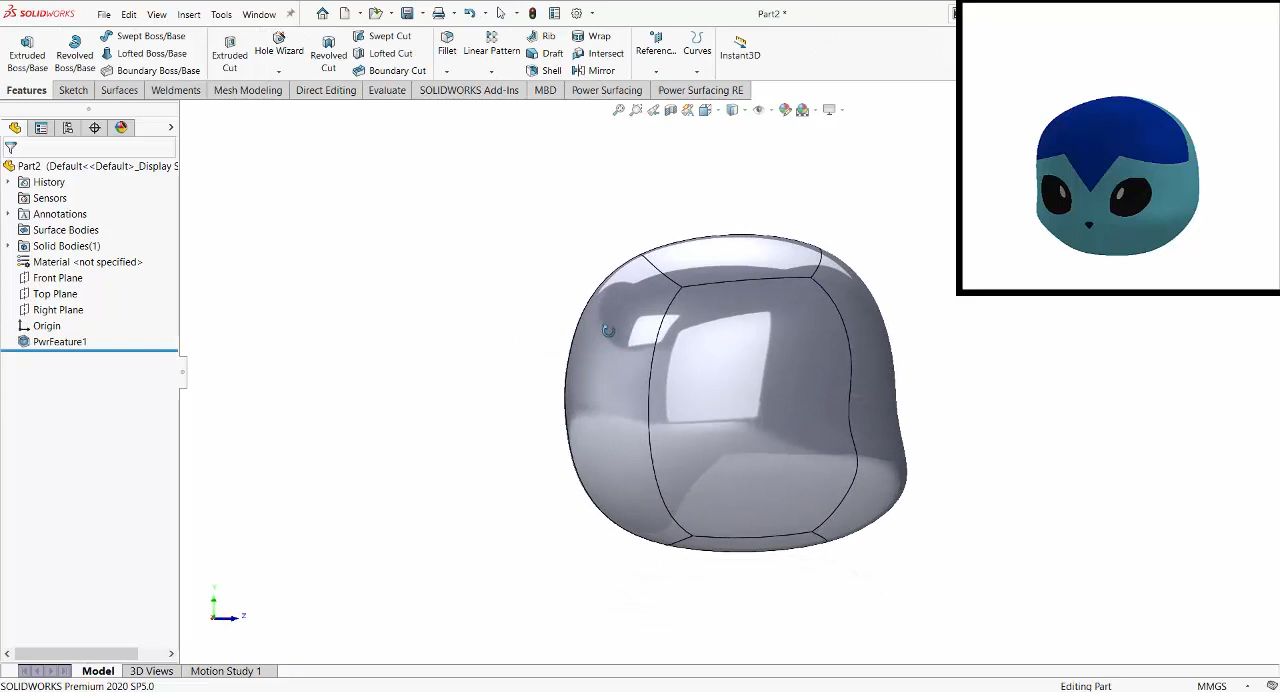 SOLIDWORKS File Edit View Insert Tools Window Part2 *
Extruded Boss/Base
Revolved Boss/Base
Swept Boss/Base
Lofted Boss/Base
Boundary Boss/Base
Extruded Cut
Hole Wizard
Revolved Cut
Swept Cut
Lofted Cut
Boundary Cut
Fillet
Linear Pattern
Rib
Draft
Shell
Wrap
Intersect
Mirror
Referenc...
Curves
Instant3D
Features Sketch Surfaces Weldments Mesh Modeling Direct Editing Evaluate SOLIDWORKS Add-Ins MBD Power Surfacing Power Surfacing RE
Part2 (Default<<Default>_Display S
History
Sensors
Annotations
Surface Bodies
Solid Bodies(1)
Material <not specified>
Front Plane
Top Plane
Right Plane
Origin
PwrFeature1
Y
Z
Model 3D Views Motion Study 1
SOLIDWORKS Premium 2020 SP5.0 Editing Part MMGS